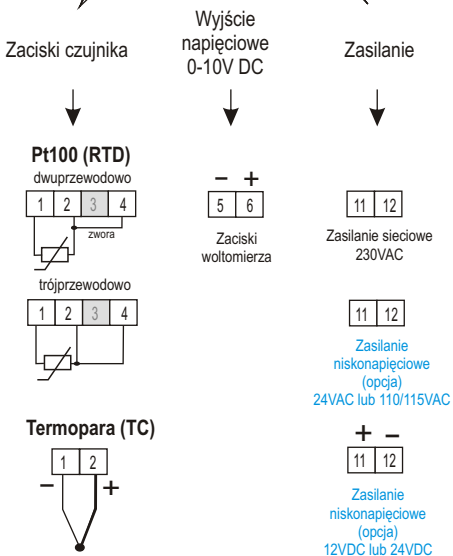 Zaciski czujnika
Wyjście
napięciowe
0-10V DC
Zasilanie
Pt100 (RTD)
dwuprzewodowo
1 2 3 4
zwora
trójprzewodowo
1 2 3 4
Termopara (TC)
1 2
− +
− +
5 6
Zaciski
woltomierza
11 12
Zasilanie sieciowe
230VAC
11 12
Zasilanie
niskonapięciowe
(opcja)
24VAC lub 110/115VAC
+ −
11 12
Zasilanie
niskonapięciowe
(opcja)
12VDC lub 24VDC